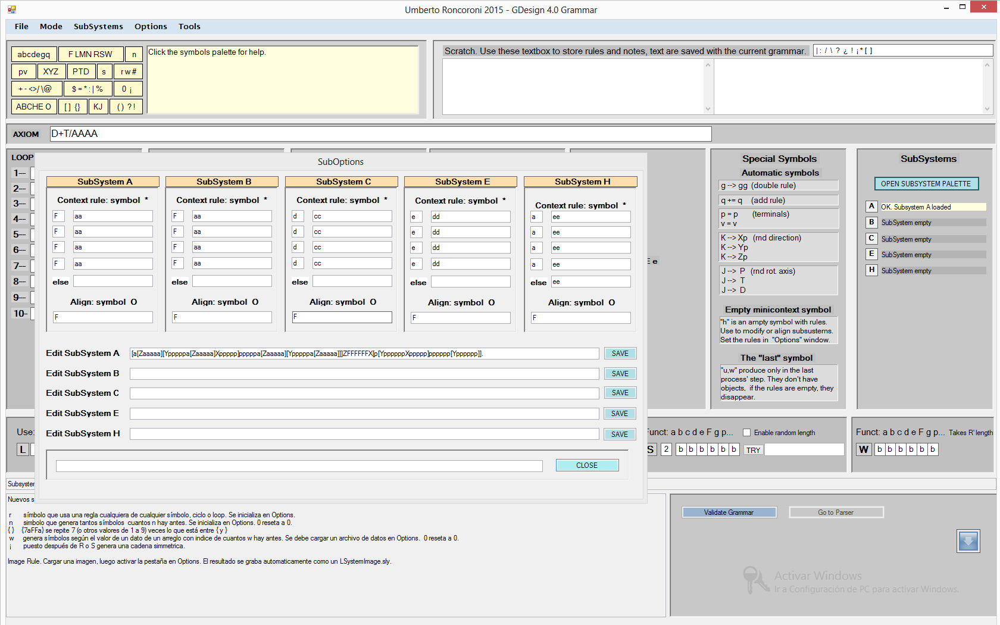 Umberto Roncoroni 2015 - GDesign 4.0 Grammar
File Mode SubSystems Options Tools
abcdegq F LMN RSW n
pv XYZ PTD s r w #
+ - <>/ \@ $ = * : | % 0 ¡
ABCHE O [ ] {} KJ ( ) ? !
Click the symbols palette for help.
Scratch. Use these textbox to store rules and notes, text are saved with the current grammar.
| : / \ ? ¿ ! ¡ * [ ]
AXIOM D+T/AAAA
LOOP
1--
2--
3--
4--
5--
6--
7--
8--
9--
10-
SubOptions
SubSystem A SubSystem B SubSystem C SubSystem E SubSystem H
Context rule: symbol * Context rule: symbol * Context rule: symbol * Context rule: symbol * Context rule: symbol *
F aa F aa d cc e dd a ee
F aa F aa d cc e dd a ee
F aa F aa d cc e dd a ee
F aa F aa d cc e dd a ee
else else else else else ee
Align: symbol O Align: symbol O Align: symbol O Align: symbol O Align: symbol O
F F F F F
Edit SubSystem A [a[Zaaaaa][Ypppppa[Zaaaaa]Xppppp]pppppa[Zaaaaa][Ypppppa[Zaaaaa]]]ZFFFFFFX[p[YppppppXppppp]pppppp[Ypppppp]]. SAVE
Edit SubSystem B SAVE
Edit SubSystem C SAVE
Edit SubSystem E SAVE
Edit SubSystem H SAVE
CLOSE
E e
Special Symbols
Automatic symbols
g --> gg (double rule)
q += q (add rule)
p = p (terminals)
v = v
K --> Xp (rnd direction)
K --> Yp
K --> Zp
J --> P (rnd rot. axis)
J --> T
J --> D
Empty minicontext symbol
"h" is an ampty symbol with rules.
Use to modify or align subsustems.
Set the rules in "Options" window.
The "last" symbol
"u,w" produce only in the last
process' step. They don't have
objects, if the rules are empty, they
disappear.
SubSystems
OPEN SUBSYSTEM PALETTE
A OK. Subsystem A loaded
B SubSystem empty
C SubSystem empty
E SubSystem empty
H SubSystem empty
Use:
L
Funct: a b c d e F g p... Enable random length
S 2 b b b b b b TRY
Funct: a b c d e F g p... Takes R' length
W b b b b b b
Subsyster
Nuevos s
r símbolo que usa una regla cualquiera de cualquier símbolo, ciclo o loop. Se inicializa en Options.
n simbolo que genera tantos símbolos cuantos n hay antes. Se inicializa en Options. 0 reseta a 0.
{ } {7aFFa} se repite 7 (o otros valores de 1 a 9) veces lo que está entre { y }
w genera símbolos según el valor de un dato de un arreglo con indice de cuantos w hay antes. Se debe cargar un archivo de datos en Options. 0 reseta a 0.
¡ puesto después de R o S genera una cadena simmetrica.
Image Rule. Cargar una imagen, luego activar la pestaña en Options. El resultado se graba automaticamente como un LSystemImage.sly.
Validate Grammar Go to Parser
Activar Windows
Ir a Configuración de PC para activar Windows.